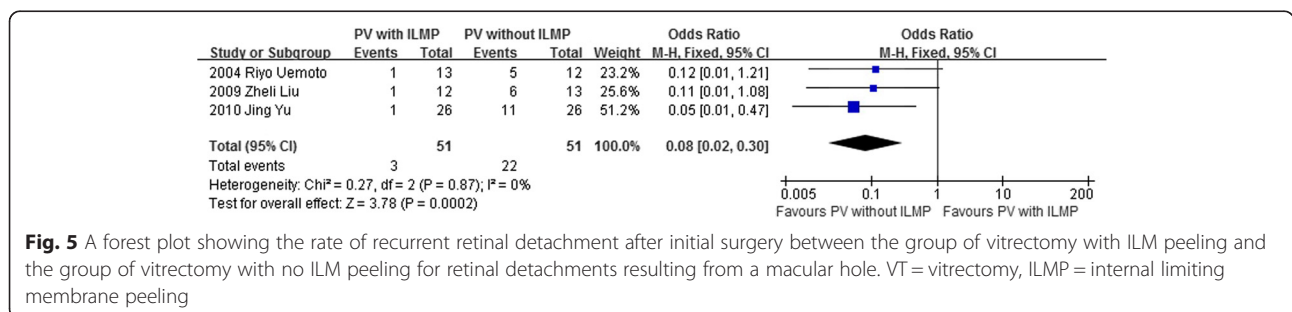 PV with ILMP PV without ILMP Odds Ratio Odds Ratio
Study or Subgroup Events Total Events Total Weight M-H, Fixed, 95% CI M-H, Fixed, 95% CI
2004 Riyo Uemoto 1 13 5 12 23.2% 0.12 [0.01, 1.21]
2009 Zheli Liu 1 12 6 13 25.6% 0.11 [0.01, 1.08]
2010 Jing Yu 1 26 11 26 51.2% 0.05 [0.01, 0.47]
Total (95% CI) 51 51 100.0% 0.08 [0.02, 0.30]
Total events 3 22
Heterogeneity: Chi² = 0.27, df = 2 (P = 0.87); I² = 0%
Test for overall effect: Z = 3.78 (P = 0.0002)
0.005 0.1 1 10 200
Favours PV without ILMP Favours PV with ILMP
Fig. 5 A forest plot showing the rate of recurrent retinal detachment after initial surgery between the group of vitrectomy with ILM peeling and
the group of vitrectomy with no ILM peeling for retinal detachments resulting from a macular hole. VT = vitrectomy, ILMP = internal limiting
membrane peeling